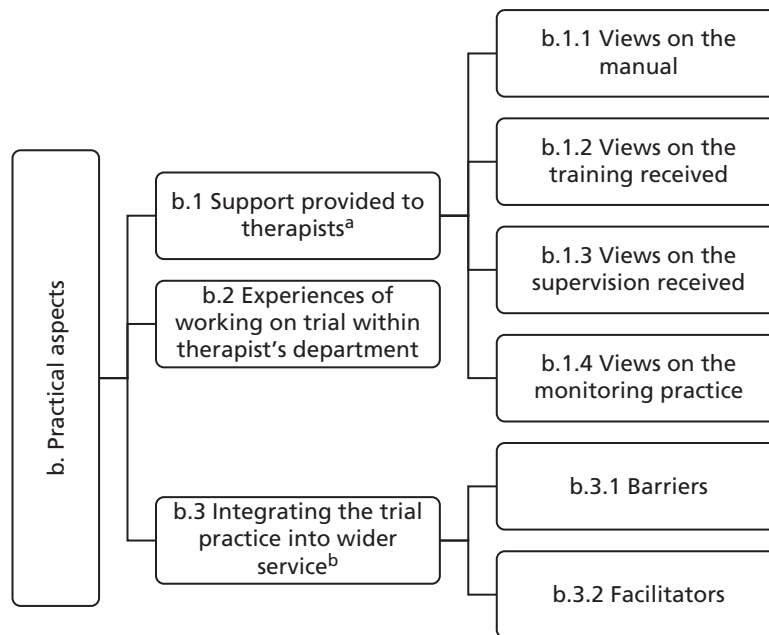 b. Practical aspects
b.1 Support provided to
therapistsᵃ
b.1.1 Views on the
manual
b.1.2 Views on the
training received
b.1.3 Views on the
supervision received
b.1.4 Views on the
monitoring practice
b.2 Experiences of
working on trial within
therapist’s department
b.3 Integrating the trial
practice into wider
serviceᵇ
b.3.1 Barriers
b.3.2 Facilitators